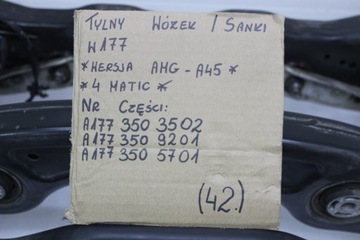 TYLNY WÓZEK / SANKI
W177
*WERSJA AMG - A45 *
*4 MATIC *
NR CZĘŚCI:
A177 350 3502
A177 350 9201
A177 350 5701
(42.)